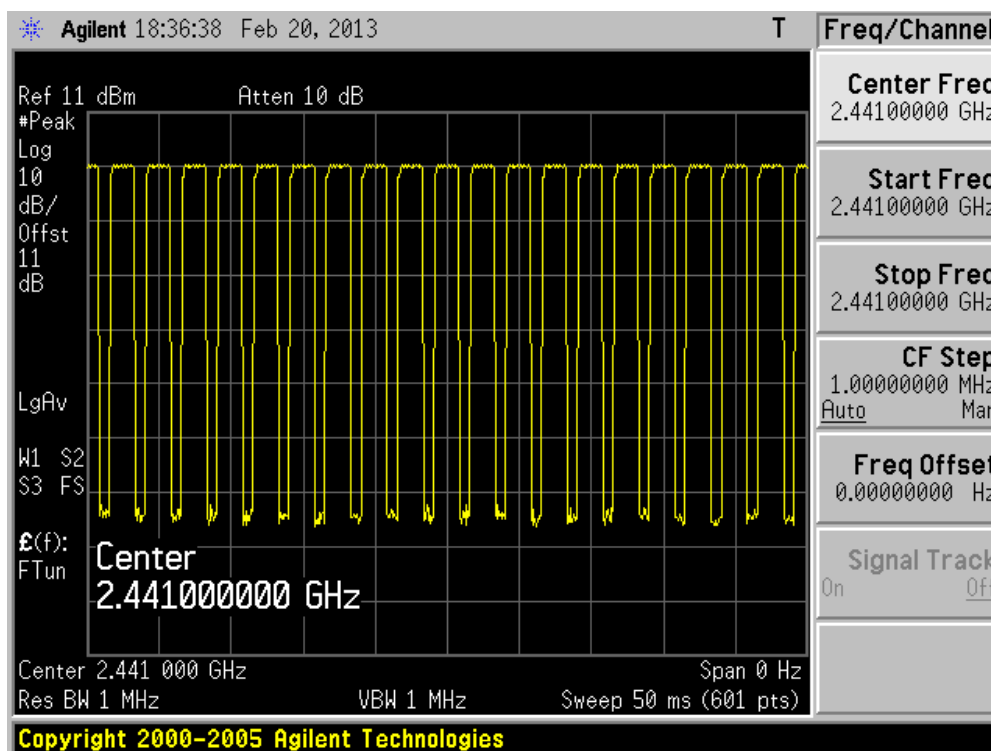 Agilent 18:36:38 Feb 20, 2013 T
Ref 11 dBm Atten 10 dB
#Peak
Log
10
dB/
Offst
11
dB
LgAv
W1 S2
S3 FS
£(f):
FTun
Center
2.441000000 GHz
Center 2.441 000 GHz Span 0 Hz
Res BW 1 MHz VBW 1 MHz Sweep 50 ms (601 pts)
Copyright 2000-2005 Agilent Technologies
Freq/Channel
Center Freq
2.44100000 GHz
Start Freq
2.44100000 GHz
Stop Freq
2.44100000 GHz
CF Step
1.00000000 MHz
Auto Man
Freq Offset
0.00000000 Hz
Signal Track
On Off